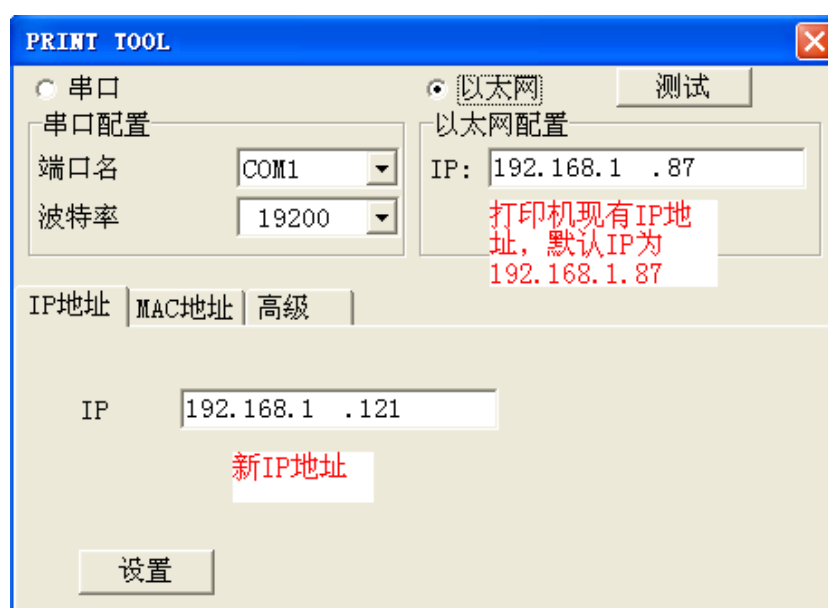 PRINT TOOL
串口
以太网
测试
串口配置
以太网配置
端口名
COM1
IP:
192.168.1 .87
波特率
19200
打印机现有IP地
址，默认IP为
192.168.1.87
IP地址
MAC地址
高级
IP
192.168.1 .121
新IP地址
设置